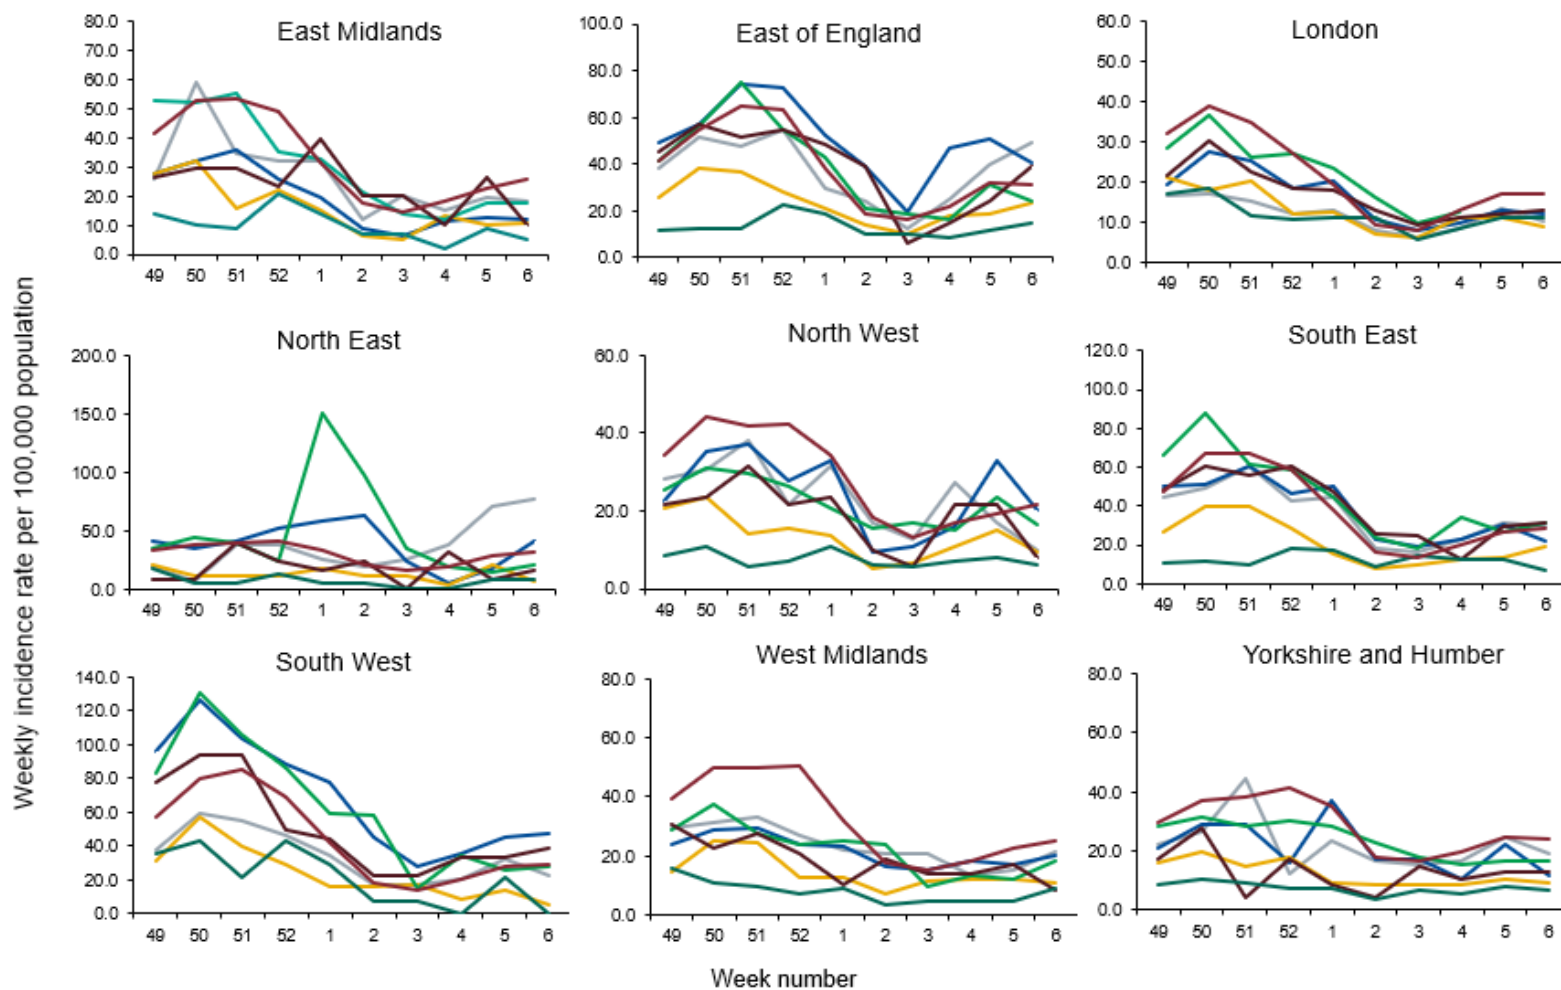 East Midlands
80.0
70.0
60.0
50.0
40.0
30.0
20.0
10.0
0.0
49 50 51 52 1 2 3 4 5 6
East of England
100.0
80.0
60.0
40.0
20.0
0.0
49 50 51 52 1 2 3 4 5 6
London
60.0
50.0
40.0
30.0
20.0
10.0
0.0
49 50 51 52 1 2 3 4 5 6
Weekly incidence rate per 100,000 population
North East
200.0
150.0
100.0
50.0
0.0
49 50 51 52 1 2 3 4 5 6
North West
60.0
40.0
20.0
0.0
49 50 51 52 1 2 3 4 5 6
South East
120.0
100.0
80.0
60.0
40.0
20.0
0.0
49 50 51 52 1 2 3 4 5 6
South West
140.0
120.0
100.0
80.0
60.0
40.0
20.0
0.0
49 50 51 52 1 2 3 4 5 6
West Midlands
80.0
60.0
40.0
20.0
0.0
49 50 51 52 1 2 3 4 5 6
Yorkshire and Humber
80.0
60.0
40.0
20.0
0.0
49 50 51 52 1 2 3 4 5 6
Week number